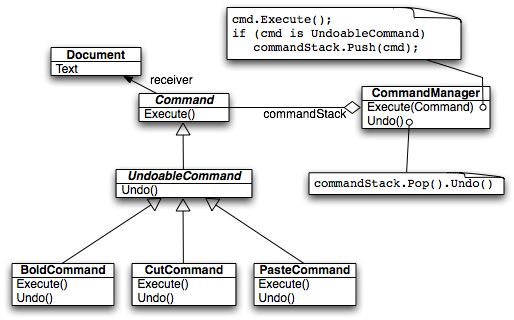 cmd.Execute();
if (cmd is UndoableCommand)
commandStack.Push(cmd);
Document
Text
receiver
Command
Execute()
commandStack
CommandManager
Execute(Command)
Undo()
UndoableCommand
Undo()
commandStack.Pop().Undo()
BoldCommand
Execute()
Undo()
CutCommand
Execute()
Undo()
PasteCommand
Execute()
Undo()